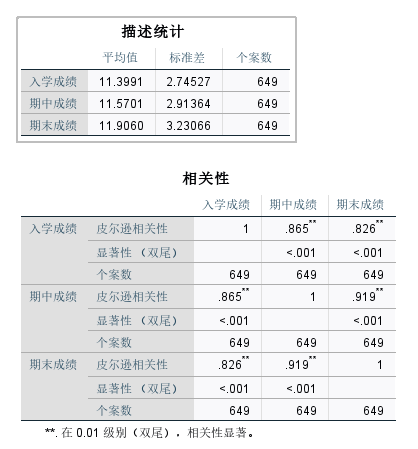 描述统计
平均值 标准差 个案数
入学成绩 11.3991 2.74527 649
期中成绩 11.5701 2.91364 649
期末成绩 11.9060 3.23066 649
相关性
入学成绩 期中成绩 期末成绩
入学成绩 皮尔逊相关性 1 .865** .826**
显著性（双尾） <.001 <.001
个案数 649 649 649
期中成绩 皮尔逊相关性 .865** 1 .919**
显著性（双尾） <.001 <.001
个案数 649 649 649
期末成绩 皮尔逊相关性 .826** .919** 1
显著性（双尾） <.001 <.001
个案数 649 649 649
**. 在 0.01 级别（双尾），相关性显著。